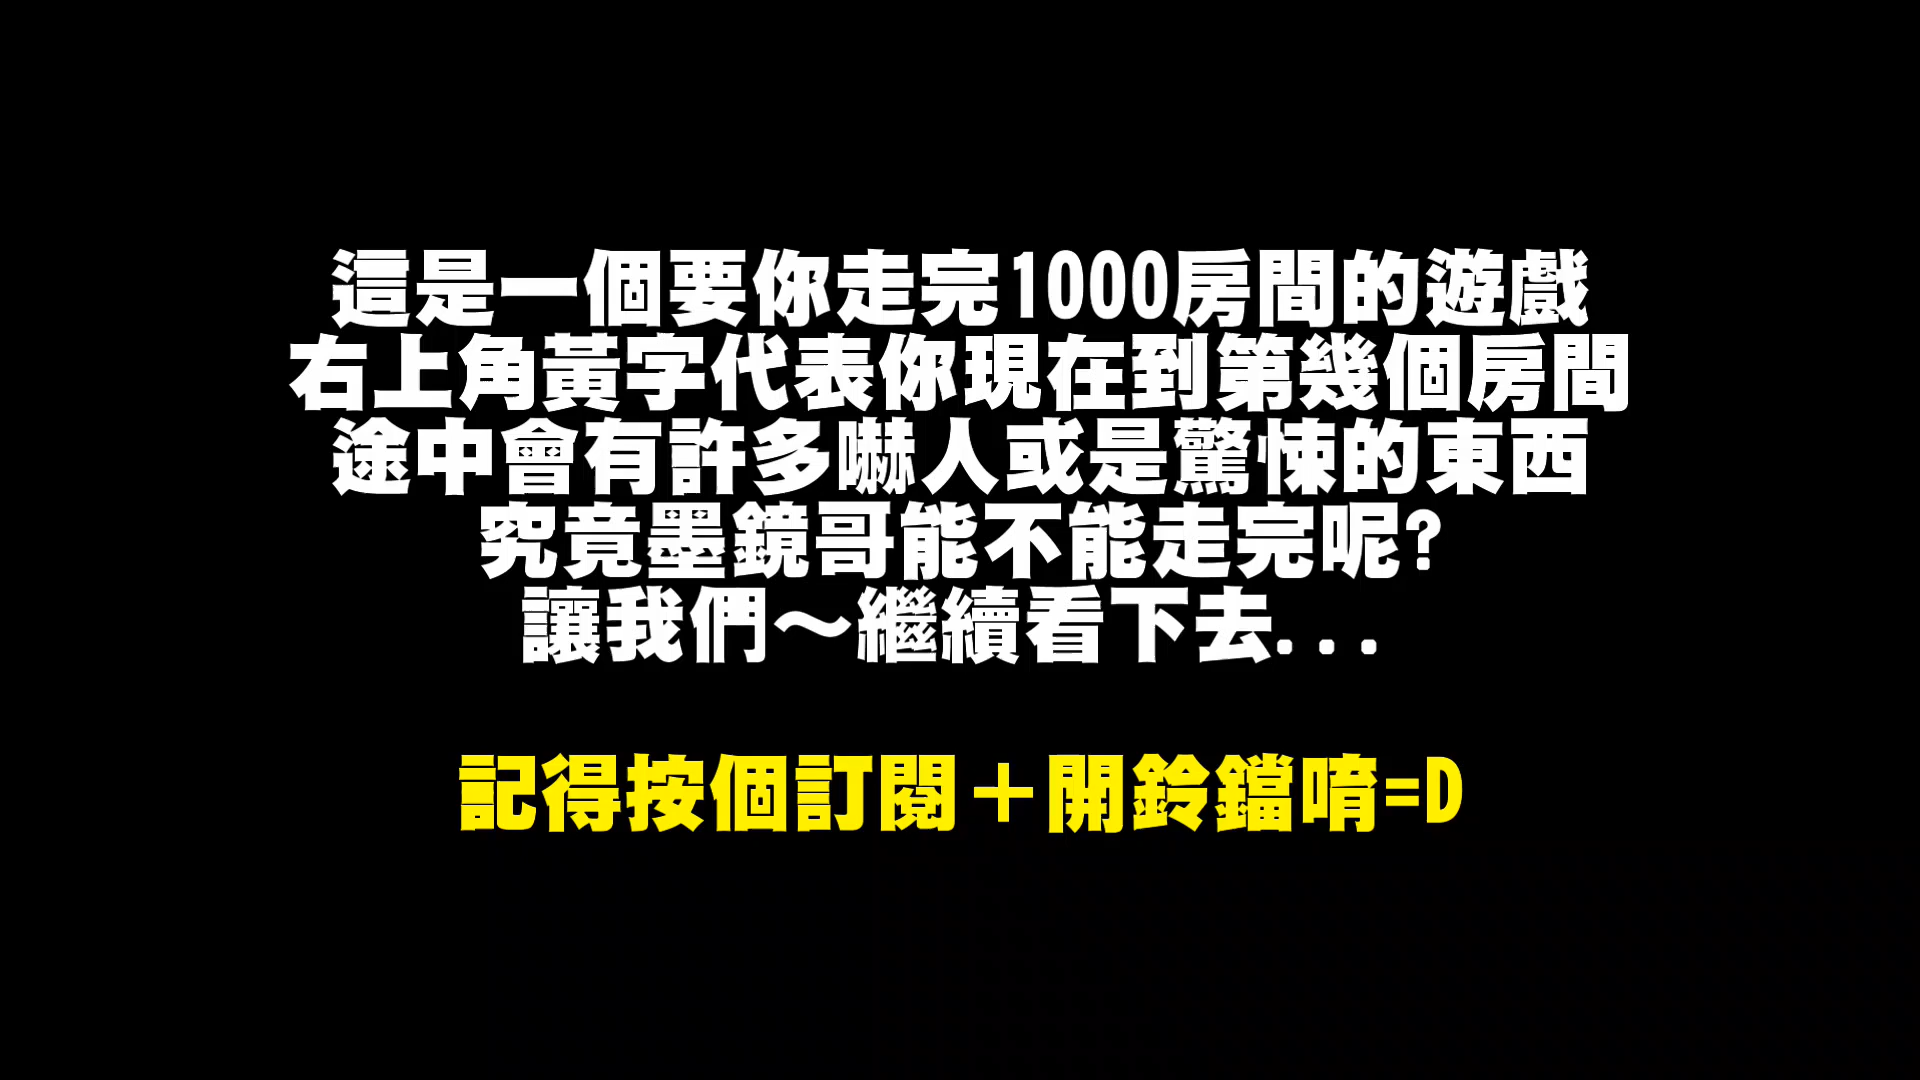 這是一個要你走完1000房間的遊戲
右上角黃字代表你現在到第幾個房間
途中會有許多嚇人或是驚悚的東西
究竟墨鏡哥能不能走完呢?
讓我們～繼續看下去...
記得按個訂閱＋開鈴鐺唷=D